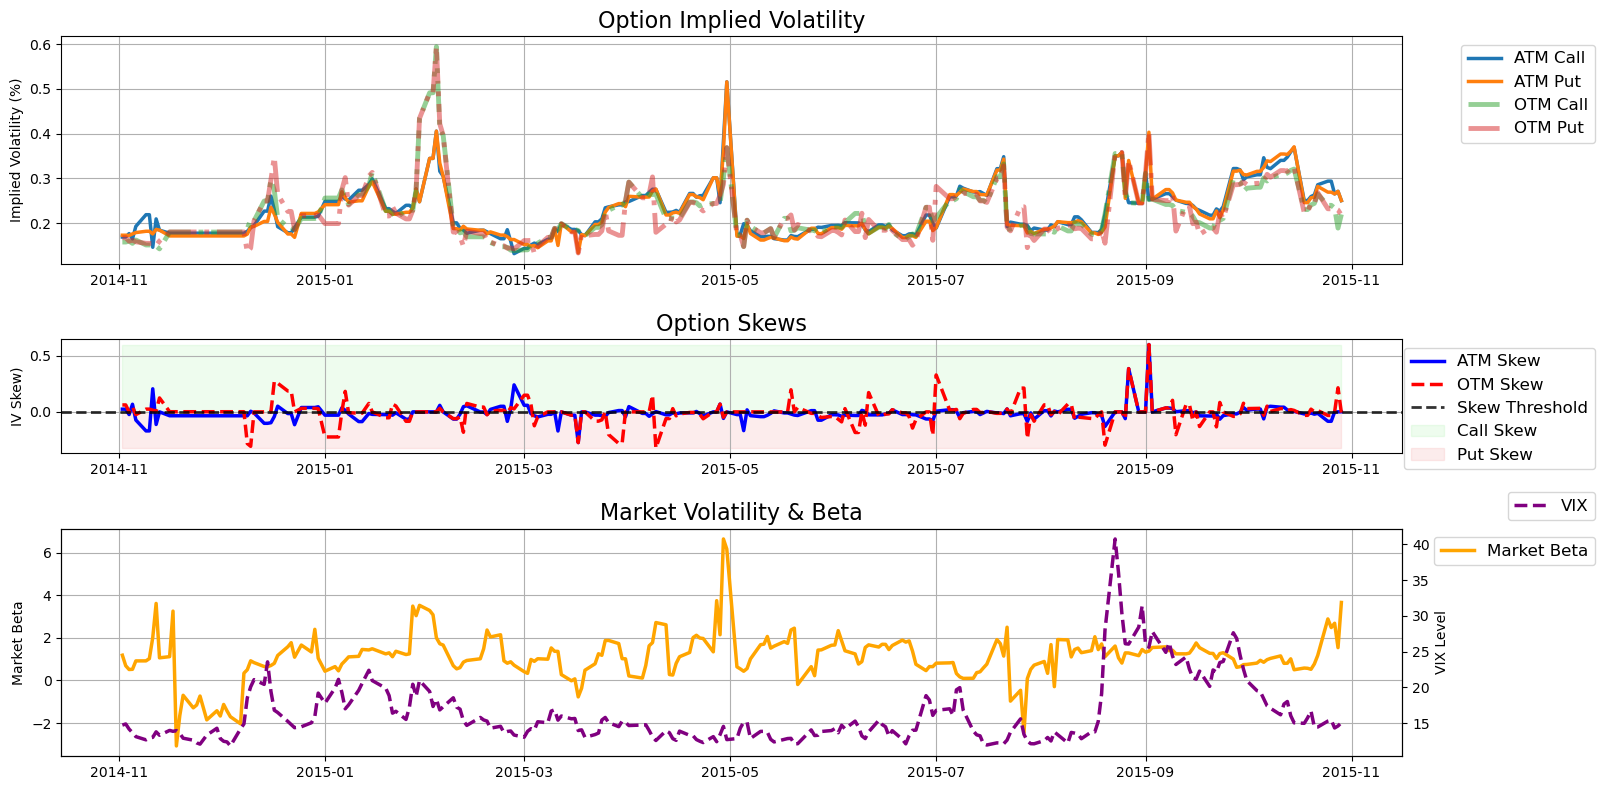 Option Implied Volatility
Implied Volatility (%)
0.6
0.5
0.4
0.3
0.2
2014-11 2015-01 2015-03 2015-05 2015-07 2015-09 2015-11
ATM Call
ATM Put
OTM Call
OTM Put
Option Skews
IV Skew)
0.5
0.0
2014-11 2015-01 2015-03 2015-05 2015-07 2015-09 2015-11
ATM Skew
OTM Skew
Skew Threshold
Call Skew
Put Skew
VIX
Market Volatility & Beta
Market Beta
6
4
2
0
−2
2014-11 2015-01 2015-03 2015-05 2015-07 2015-09 2015-11
40
35
30
25
20
15
VIX Level
Market Beta